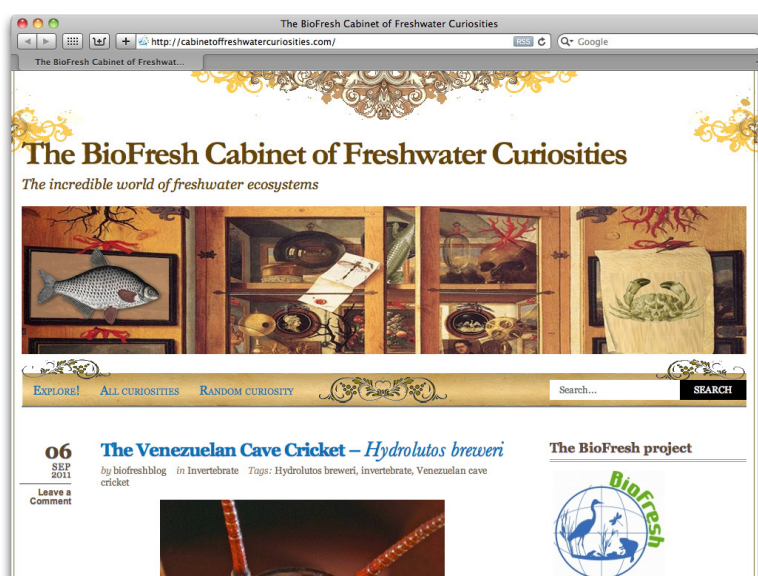 The BioFresh Cabinet of Freshwater Curiosities
http://cabinetoffreshwatercuriosities.com/ RSS Google
The BioFresh Cabinet of Freshwat...
The BioFresh Cabinet of Freshwater Curiosities
The incredible world of freshwater ecosystems
Explore! All curiosities Random curiosity Search... SEARCH
06
SEP
2011
Leave a
Comment
The Venezuelan Cave Cricket – Hydrolutos breweri
by biofreshblog in Invertebrate Tags: Hydrolutos breweri, invertebrate, Venezuelan cave
cricket
The BioFresh project
BioFresh